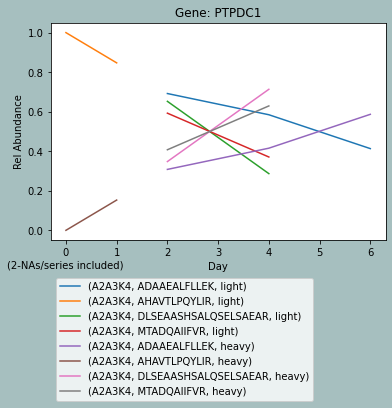 Gene: PTPDC1
Rel Abundance
1.0
0.8
0.6
0.4
0.2
0.0
0 1 2 3 4 5 6
(2-NAs/series included)
Day
(A2A3K4, ADAAEALFLLEK, light)
(A2A3K4, AHAVTLPQYLIR, light)
(A2A3K4, DLSEAASHSALQSELSAEAR, light)
(A2A3K4, MTADQAIIFVR, light)
(A2A3K4, ADAAEALFLLEK, heavy)
(A2A3K4, AHAVTLPQYLIR, heavy)
(A2A3K4, DLSEAASHSALQSELSAEAR, heavy)
(A2A3K4, MTADQAIIFVR, heavy)